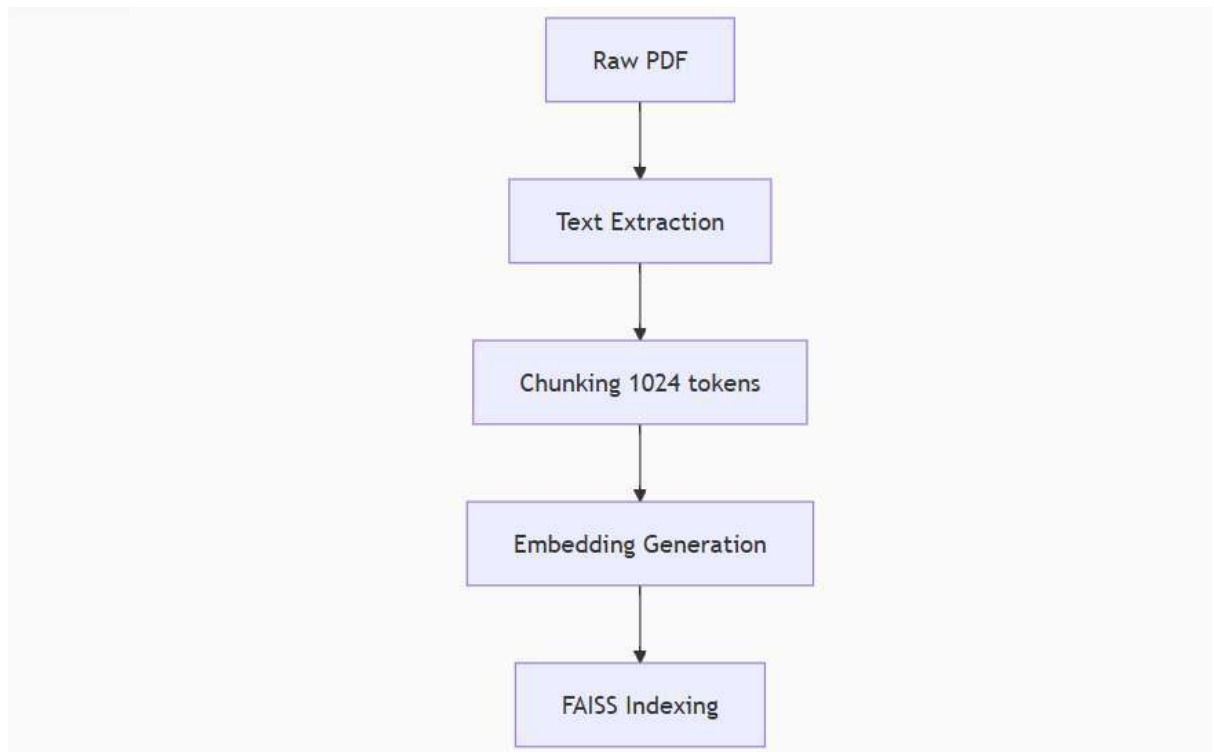 Raw PDF
Text Extraction
Chunking 1024 tokens
Embedding Generation
FAISS Indexing